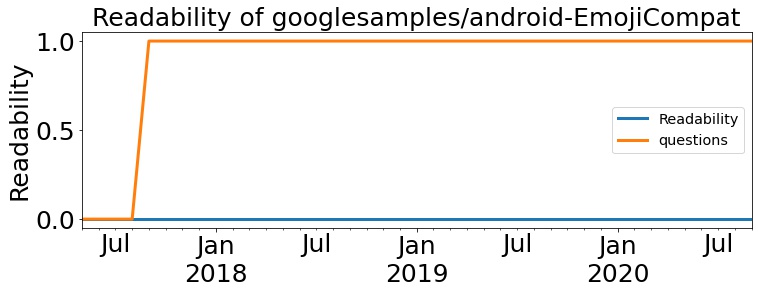 Readability of googlesamples/android-EmojiCompat
Readability
1.0
0.5
0.0
Readability
questions
Jul Jan Jul Jan Jul Jan Jul
2018 2019 2020